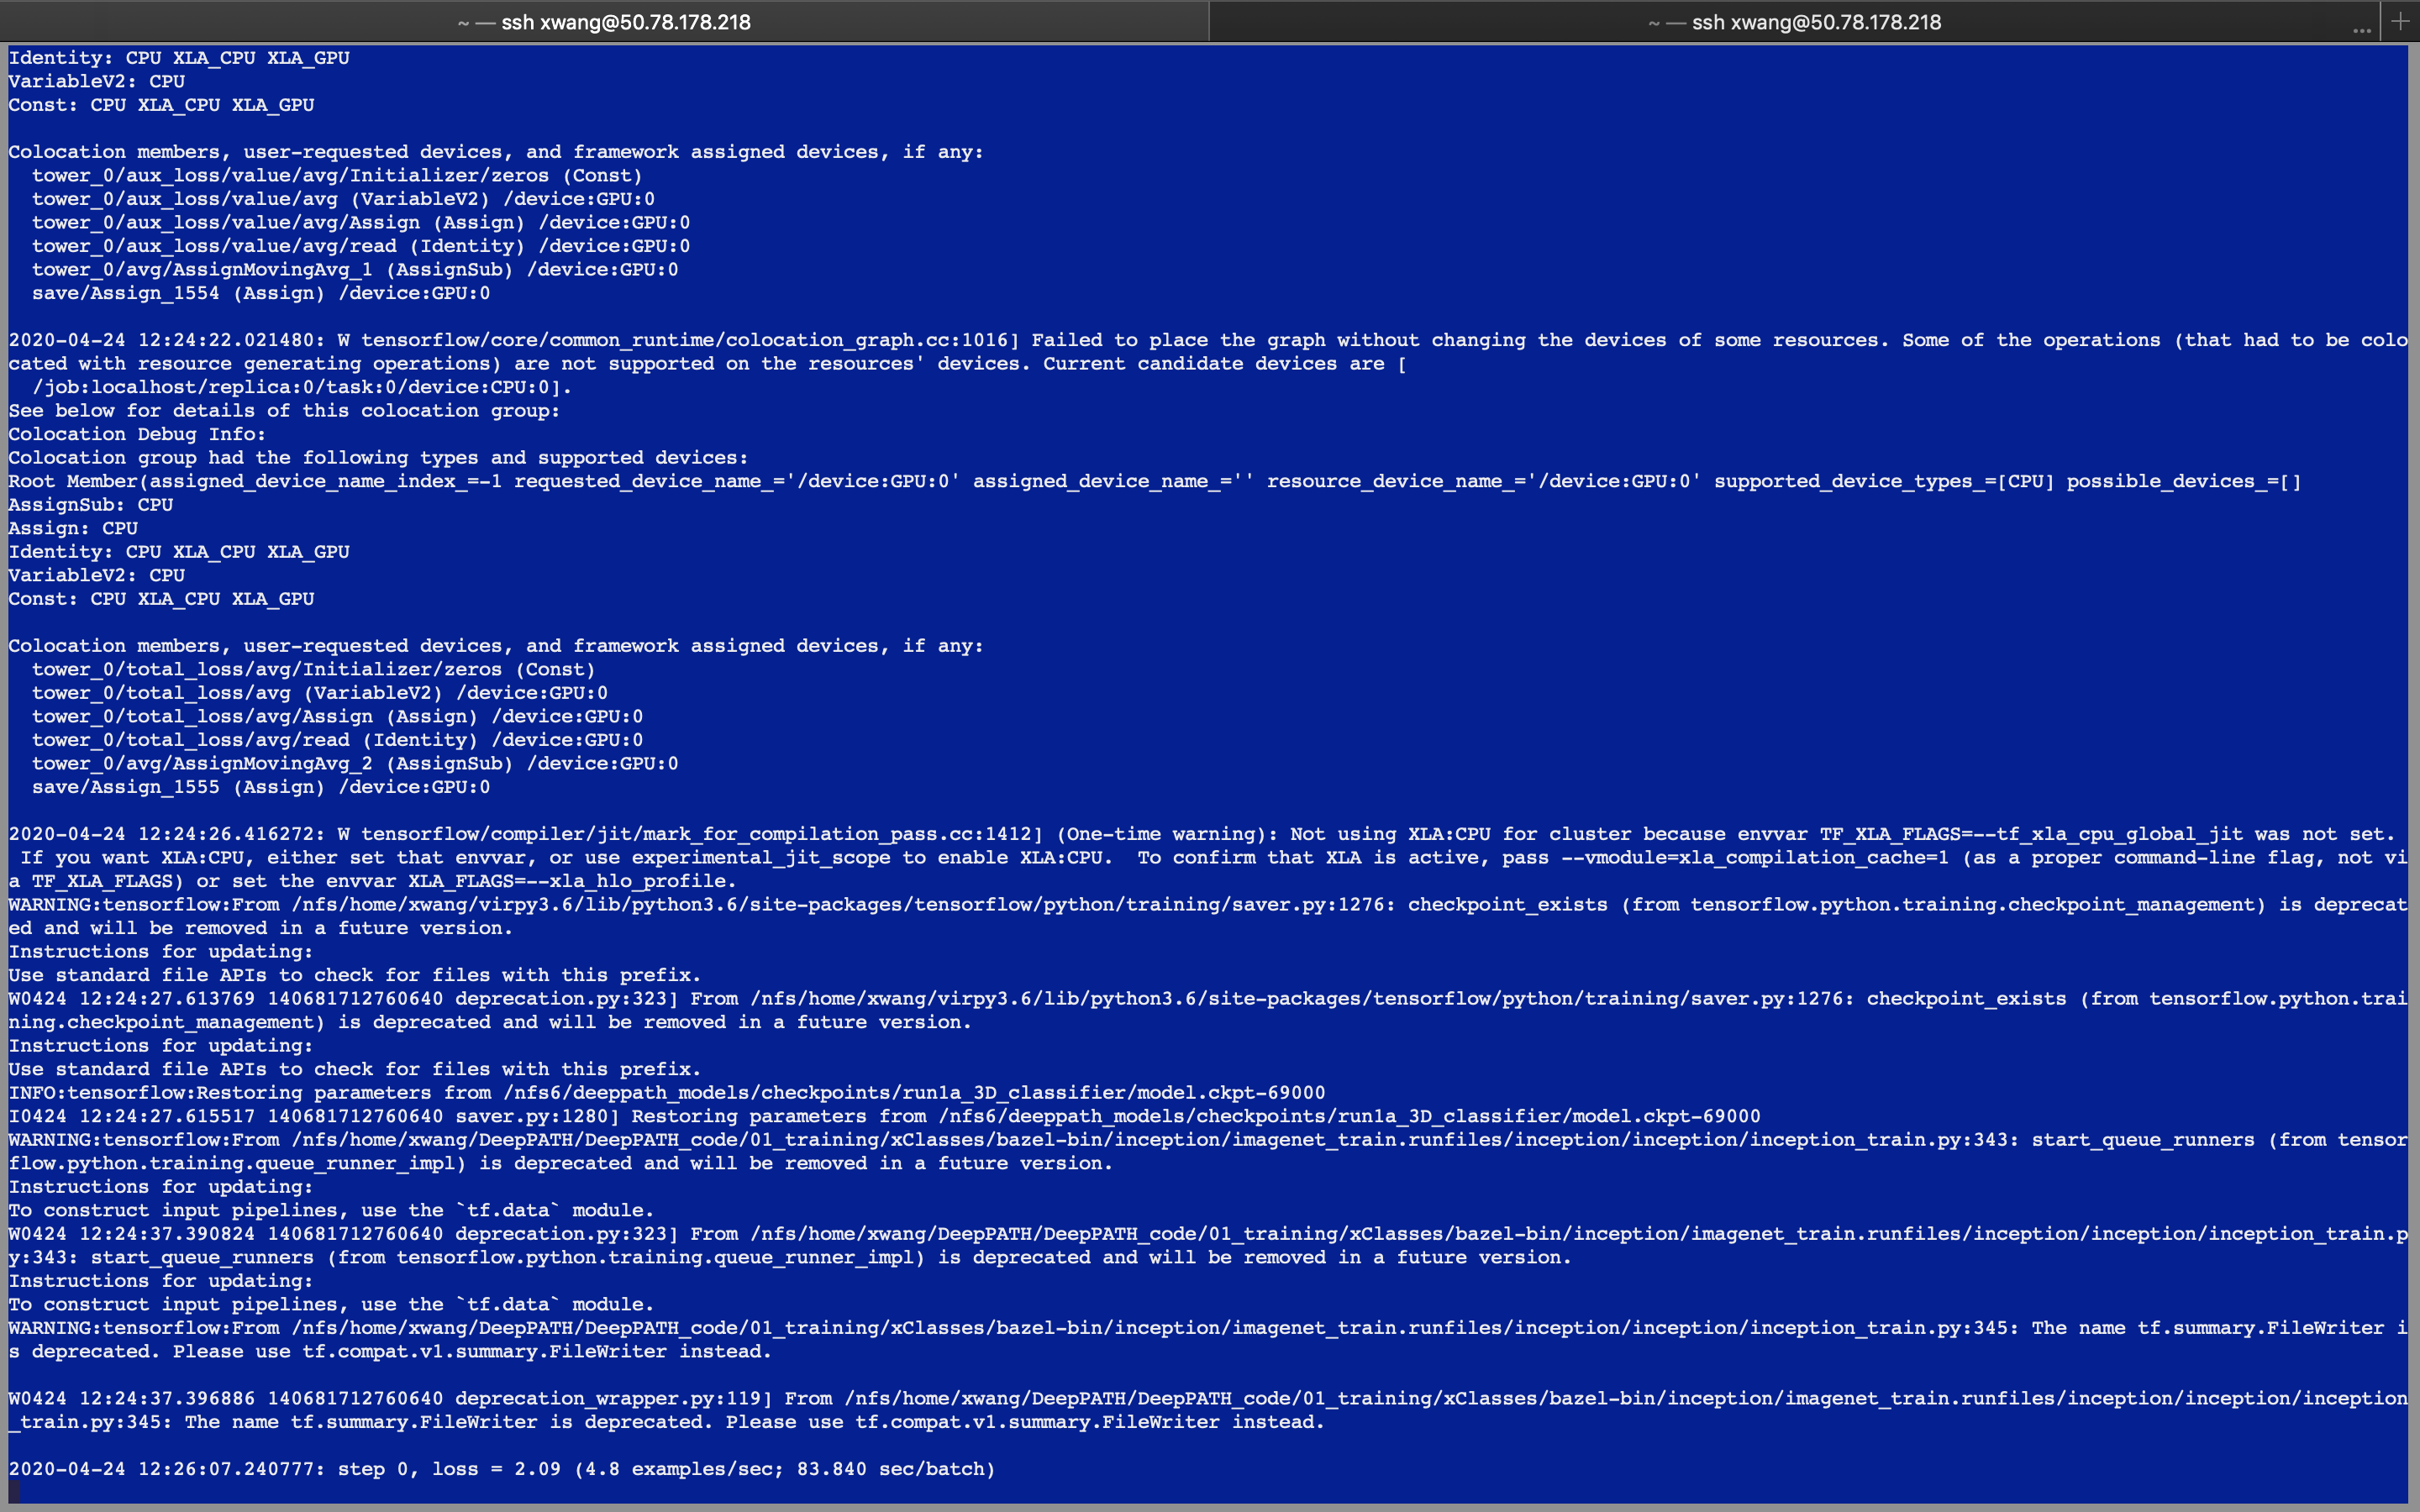 ~ — ssh xwang@50.78.178.218
~ — ssh xwang@50.78.178.218
...
+
Identity: CPU XLA_CPU XLA_GPU
VariableV2: CPU
Const: CPU XLA_CPU XLA_GPU
Colocation members, user-requested devices, and framework assigned devices, if any:
  tower_0/aux_loss/value/avg/Initializer/zeros (Const)
  tower_0/aux_loss/value/avg (VariableV2) /device:GPU:0
  tower_0/aux_loss/value/avg/Assign (Assign) /device:GPU:0
  tower_0/aux_loss/value/avg/read (Identity) /device:GPU:0
  tower_0/avg/AssignMovingAvg_1 (AssignSub) /device:GPU:0
  save/Assign_1554 (Assign) /device:GPU:0
2020-04-24 12:24:22.021480: W tensorflow/core/common_runtime/colocation_graph.cc:1016] Failed to place the graph without changing the devices of some resources. Some of the operations (that had to be colo
cated with resource generating operations) are not supported on the resources' devices. Current candidate devices are [
  /job:localhost/replica:0/task:0/device:CPU:0].
See below for details of this colocation group:
Colocation Debug Info:
Colocation group had the following types and supported devices:
Root Member(assigned_device_name_index_=-1 requested_device_name_='/device:GPU:0' assigned_device_name_='' resource_device_name_='/device:GPU:0' supported_device_types_=[CPU] possible_devices_=[]
AssignSub: CPU
Assign: CPU
Identity: CPU XLA_CPU XLA_GPU
VariableV2: CPU
Const: CPU XLA_CPU XLA_GPU
Colocation members, user-requested devices, and framework assigned devices, if any:
  tower_0/total_loss/avg/Initializer/zeros (Const)
  tower_0/total_loss/avg (VariableV2) /device:GPU:0
  tower_0/total_loss/avg/Assign (Assign) /device:GPU:0
  tower_0/total_loss/avg/read (Identity) /device:GPU:0
  tower_0/avg/AssignMovingAvg_2 (AssignSub) /device:GPU:0
  save/Assign_1555 (Assign) /device:GPU:0
2020-04-24 12:24:26.416272: W tensorflow/compiler/jit/mark_for_compilation_pass.cc:1412] (One-time warning): Not using XLA:CPU for cluster because envvar TF_XLA_FLAGS=--tf_xla_cpu_global_jit was not set.
 If you want XLA:CPU, either set that envvar, or use experimental_jit_scope to enable XLA:CPU.  To confirm that XLA is active, pass --vmodule=xla_compilation_cache=1 (as a proper command-line flag, not vi
a TF_XLA_FLAGS) or set the envvar XLA_FLAGS=--xla_hlo_profile.
WARNING:tensorflow:From /nfs/home/xwang/virpy3.6/lib/python3.6/site-packages/tensorflow/python/training/saver.py:1276: checkpoint_exists (from tensorflow.python.training.checkpoint_management) is deprecat
ed and will be removed in a future version.
Instructions for updating:
Use standard file APIs to check for files with this prefix.
W0424 12:24:27.613769 140681712760640 deprecation.py:323] From /nfs/home/xwang/virpy3.6/lib/python3.6/site-packages/tensorflow/python/training/saver.py:1276: checkpoint_exists (from tensorflow.python.trai
ning.checkpoint_management) is deprecated and will be removed in a future version.
Instructions for updating:
Use standard file APIs to check for files with this prefix.
INFO:tensorflow:Restoring parameters from /nfs6/deeppath_models/checkpoints/run1a_3D_classifier/model.ckpt-69000
I0424 12:24:27.615517 140681712760640 saver.py:1280] Restoring parameters from /nfs6/deeppath_models/checkpoints/run1a_3D_classifier/model.ckpt-69000
WARNING:tensorflow:From /nfs/home/xwang/DeepPATH/DeepPATH_code/01_training/xClasses/bazel-bin/inception/imagenet_train.runfiles/inception/inception/inception_train.py:343: start_queue_runners (from tensor
flow.python.training.queue_runner_impl) is deprecated and will be removed in a future version.
Instructions for updating:
To construct input pipelines, use the `tf.data` module.
W0424 12:24:37.390824 140681712760640 deprecation.py:323] From /nfs/home/xwang/DeepPATH/DeepPATH_code/01_training/xClasses/bazel-bin/inception/imagenet_train.runfiles/inception/inception/inception_train.p
y:343: start_queue_runners (from tensorflow.python.training.queue_runner_impl) is deprecated and will be removed in a future version.
Instructions for updating:
To construct input pipelines, use the `tf.data` module.
WARNING:tensorflow:From /nfs/home/xwang/DeepPATH/DeepPATH_code/01_training/xClasses/bazel-bin/inception/imagenet_train.runfiles/inception/inception/inception_train.py:345: The name tf.summary.FileWriter i
s deprecated. Please use tf.compat.v1.summary.FileWriter instead.
W0424 12:24:37.396886 140681712760640 deprecation_wrapper.py:119] From /nfs/home/xwang/DeepPATH/DeepPATH_code/01_training/xClasses/bazel-bin/inception/imagenet_train.runfiles/inception/inception/inception
_train.py:345: The name tf.summary.FileWriter is deprecated. Please use tf.compat.v1.summary.FileWriter instead.
2020-04-24 12:26:07.240777: step 0, loss = 2.09 (4.8 examples/sec; 83.840 sec/batch)